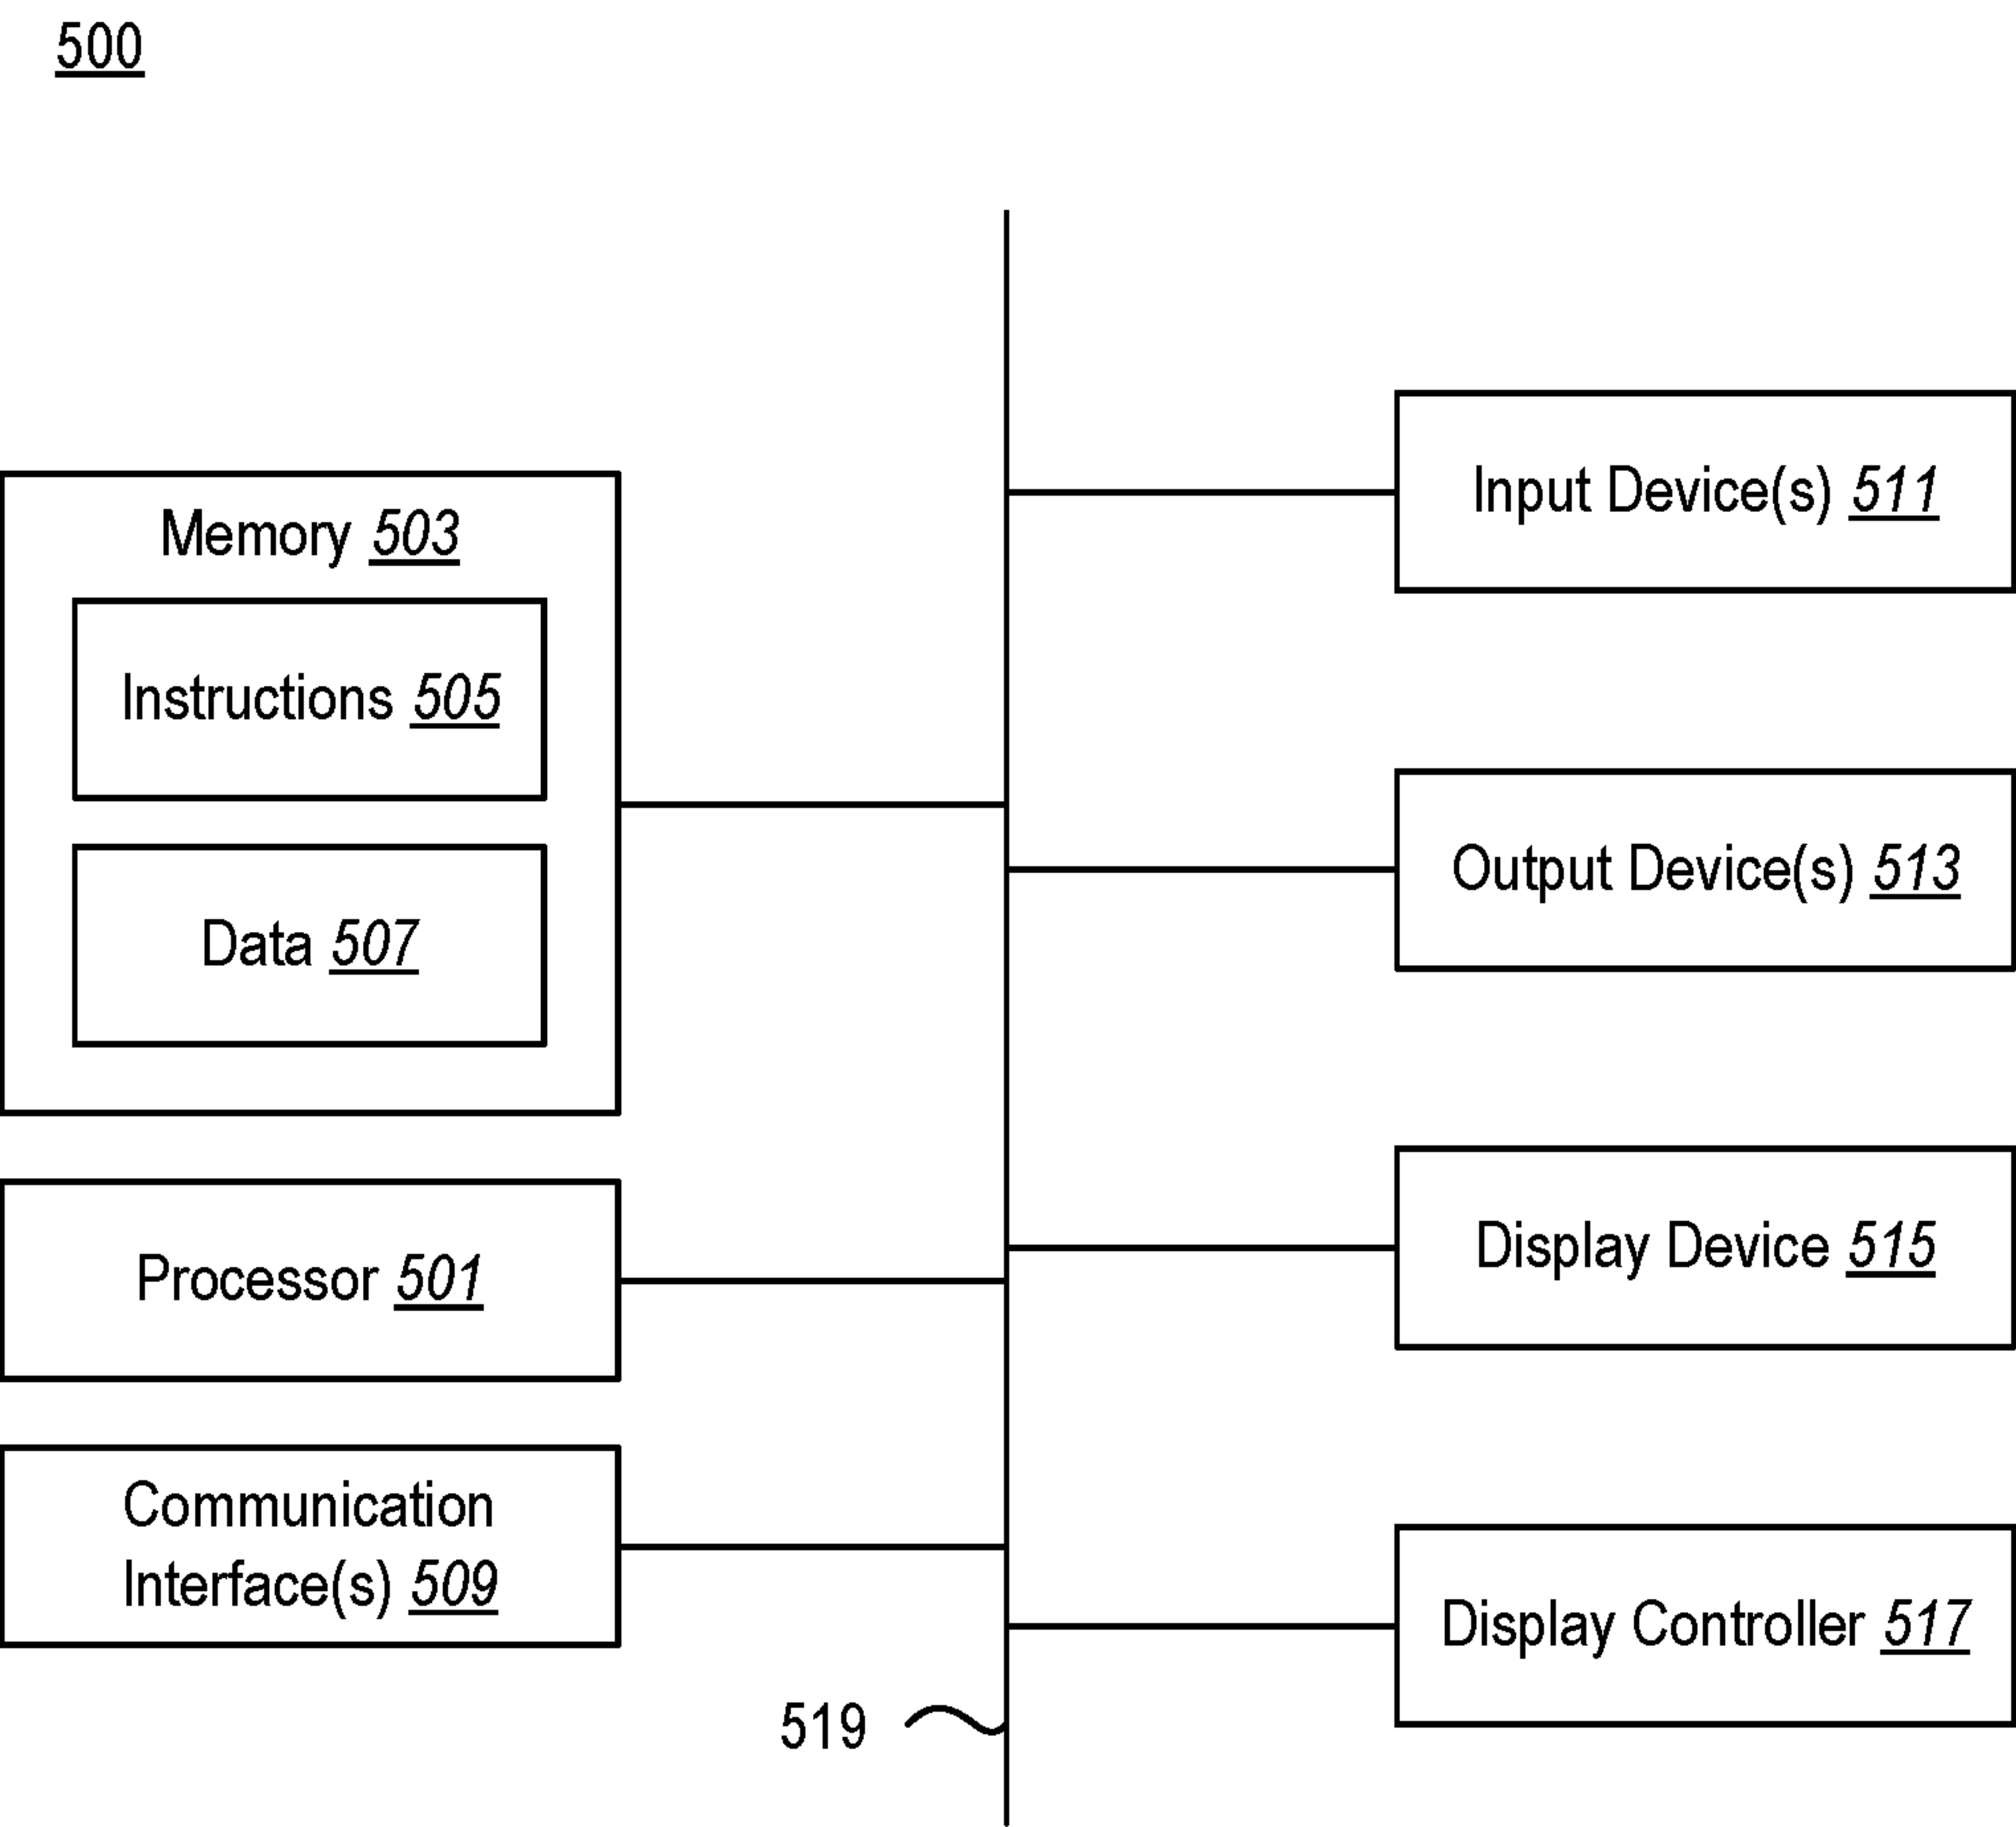 500
Memory 503
Instructions 505
Data 507
Processor 501
Communication
Interface(s) 509
Input Device(s) 511
Output Device(s) 513
Display Device 515
Display Controller 517
519